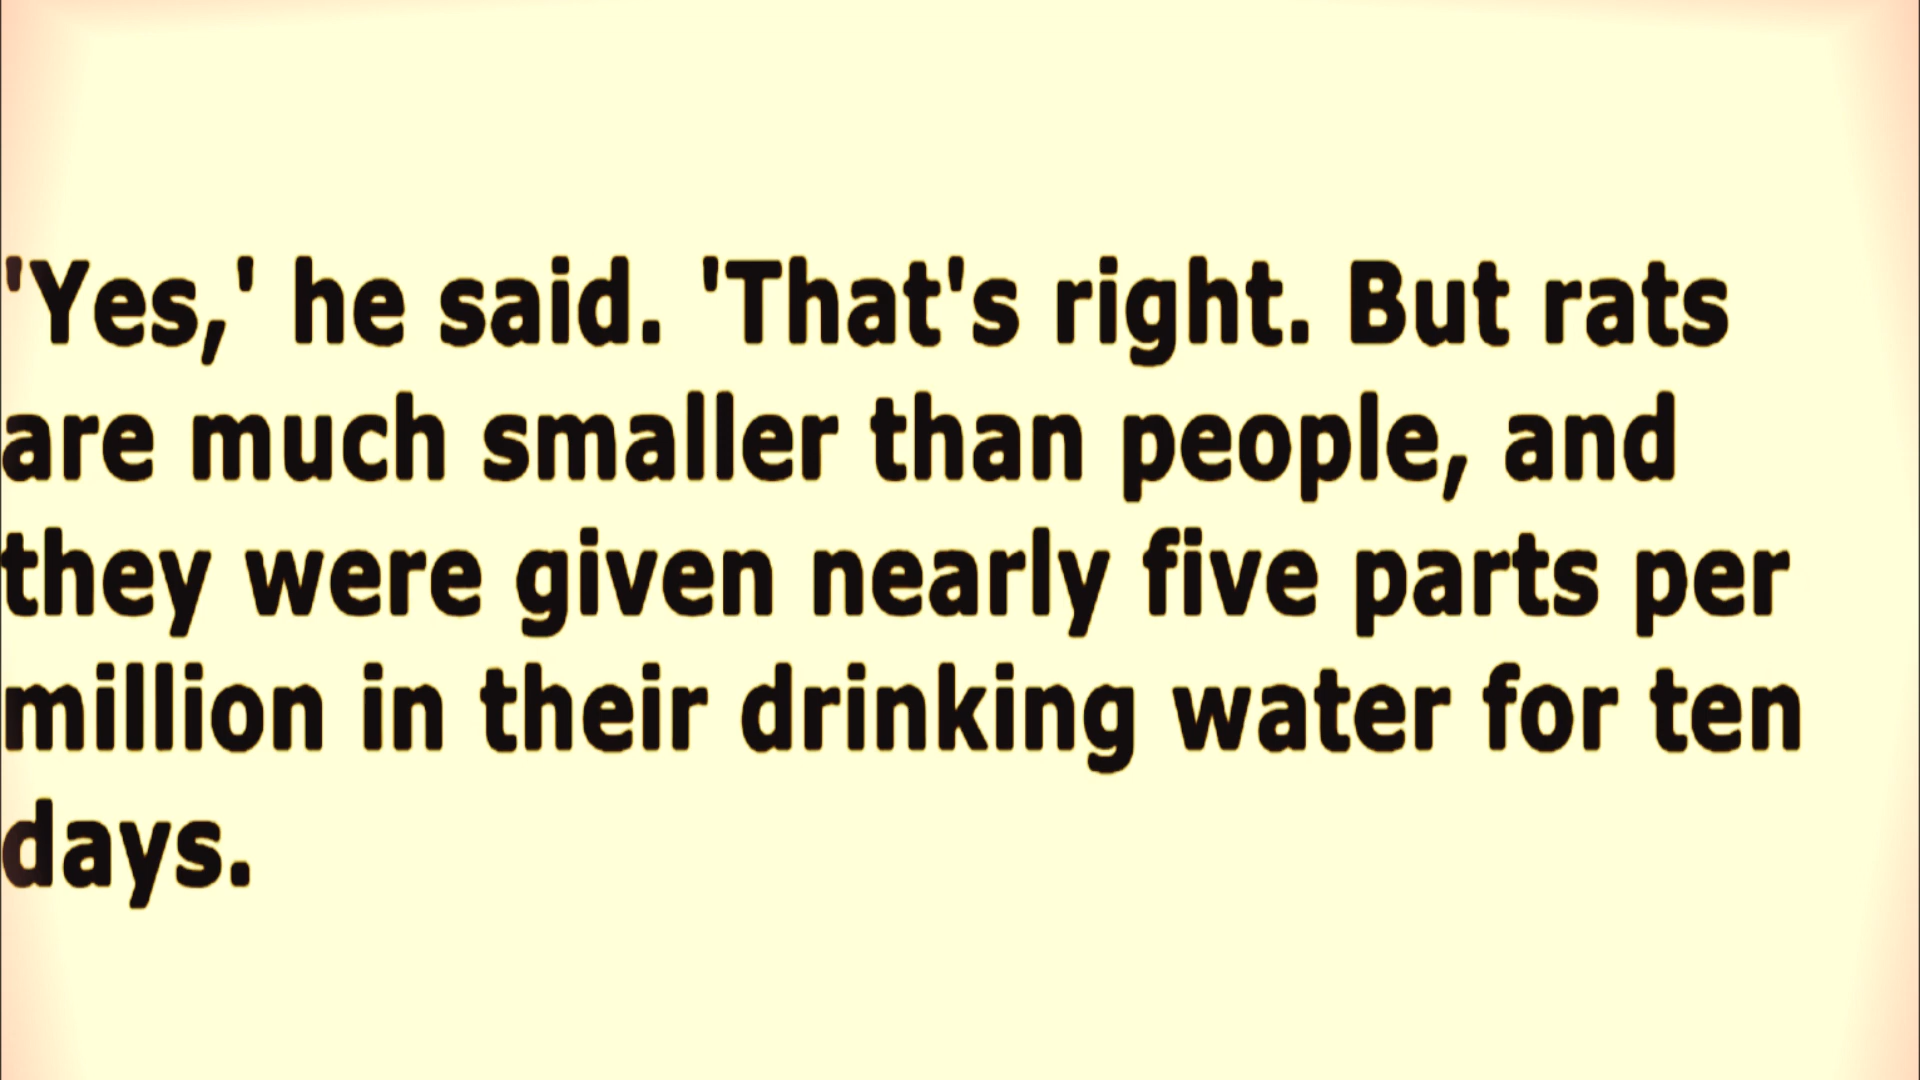 'Yes,' he said. 'That's right. But rats
are much smaller than people, and
they were given nearly five parts per
million in their drinking water for ten
days.